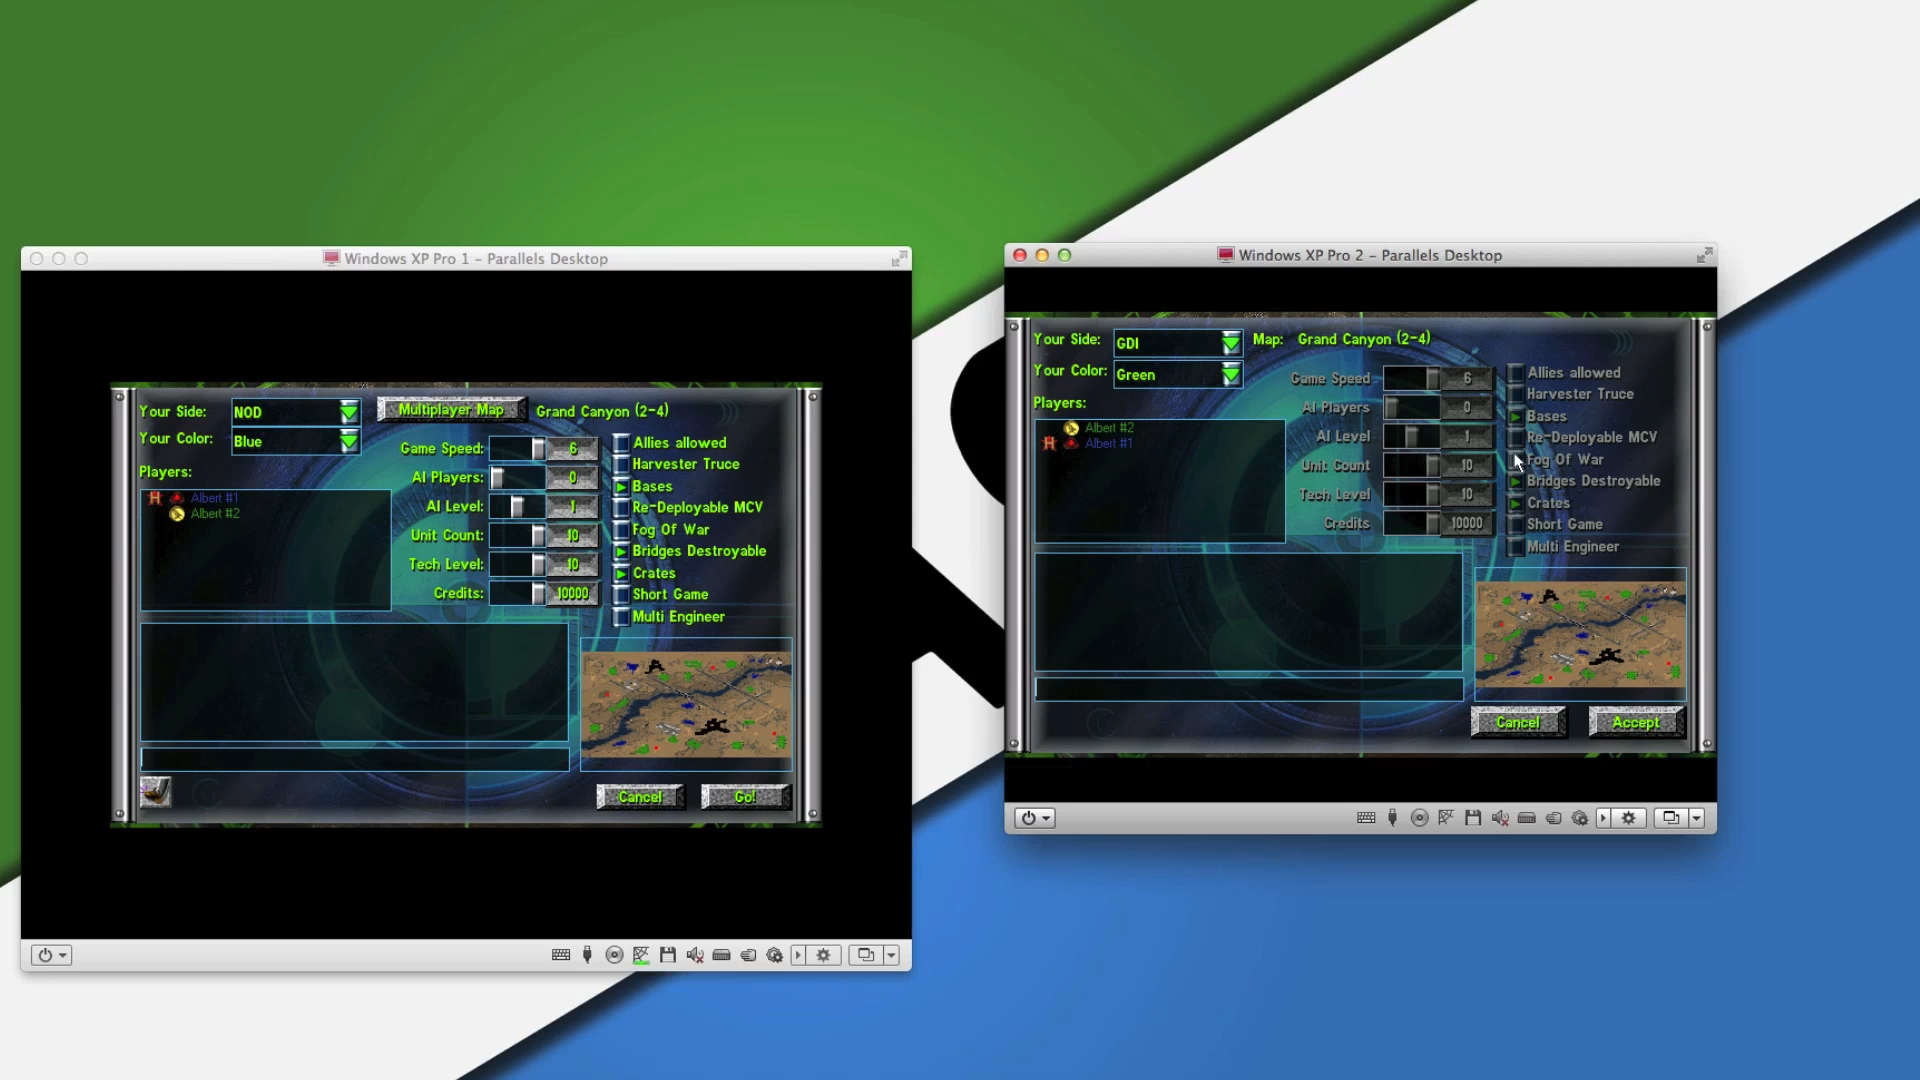 Windows XP Pro 1 - Parallels Desktop
Your Side:
NOD
Multiplayer Map
Grand Canyon (2-4)
Your Color:
Blue
Players:
H Albert #1
Albert #2
Game Speed:
6
AI Players:
0
AI Level:
1
Unit Count:
10
Tech Level:
10
Credits:
10000
Allies allowed
Harvester Truce
Bases
Re-Deployable MCV
Fog Of War
Bridges Destroyable
Crates
Short Game
Multi Engineer
Cancel
Go!
Windows XP Pro 2 - Parallels Desktop
Your Side:
GDI
Map: Grand Canyon (2-4)
Your Color:
Green
Players:
Albert #2
H Albert #1
Game Speed
6
AI Players
0
AI Level
1
Unit Count
10
Tech Level
10
Credits
10000
Allies allowed
Harvester Truce
Bases
Re-Deployable MCV
Fog Of War
Bridges Destroyable
Crates
Short Game
Multi Engineer
Cancel
Accept